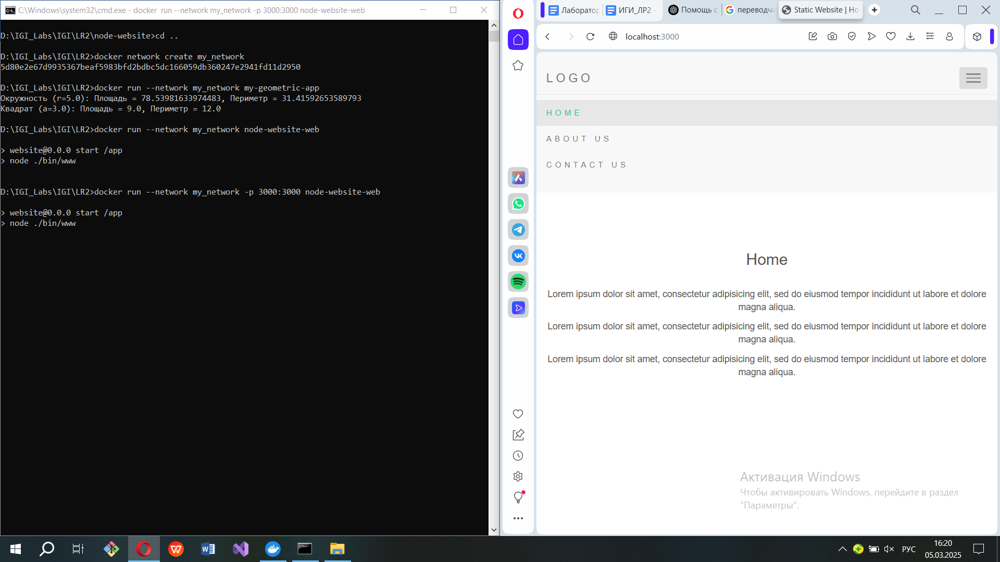 C:\Windows\system32\cmd.exe - docker  run --network my_network -p 3000:3000 node-website-web
D:\IGI_Labs\IGI\LR2\node-website>cd ..
D:\IGI_Labs\IGI\LR2>docker network create my_network
5d80e2e67d9935367beaf5983bfd2bdbc5dc166059db360247e2941fd11d2950
D:\IGI_Labs\IGI\LR2>docker run --network my_network my-geometric-app
Окружность (r=5.0): Площадь = 78.53981633974483, Периметр = 31.41592653589793
Квадрат (a=3.0): Площадь = 9.0, Периметр = 12.0
D:\IGI_Labs\IGI\LR2>docker run --network my_network node-website-web
> website@0.0.0 start /app
> node ./bin/www
D:\IGI_Labs\IGI\LR2>docker run --network my_network -p 3000:3000 node-website-web
> website@0.0.0 start /app
> node ./bin/www
Лаборатор
ИГИ_ЛР2 -
Помощь с
переводчи
Static Website | Ho
localhost:3000
LOGO
HOME
ABOUT US
CONTACT US
Home
Lorem ipsum dolor sit amet, consectetur adipisicing elit, sed do eiusmod tempor incididunt ut labore et dolore
magna aliqua.
Lorem ipsum dolor sit amet, consectetur adipisicing elit, sed do eiusmod tempor incididunt ut labore et dolore
magna aliqua.
Lorem ipsum dolor sit amet, consectetur adipisicing elit, sed do eiusmod tempor incididunt ut labore et dolore
magna aliqua.
Активация Windows
Чтобы активировать Windows, перейдите в раздел
"Параметры".
РУС
16:20
05.03.2025